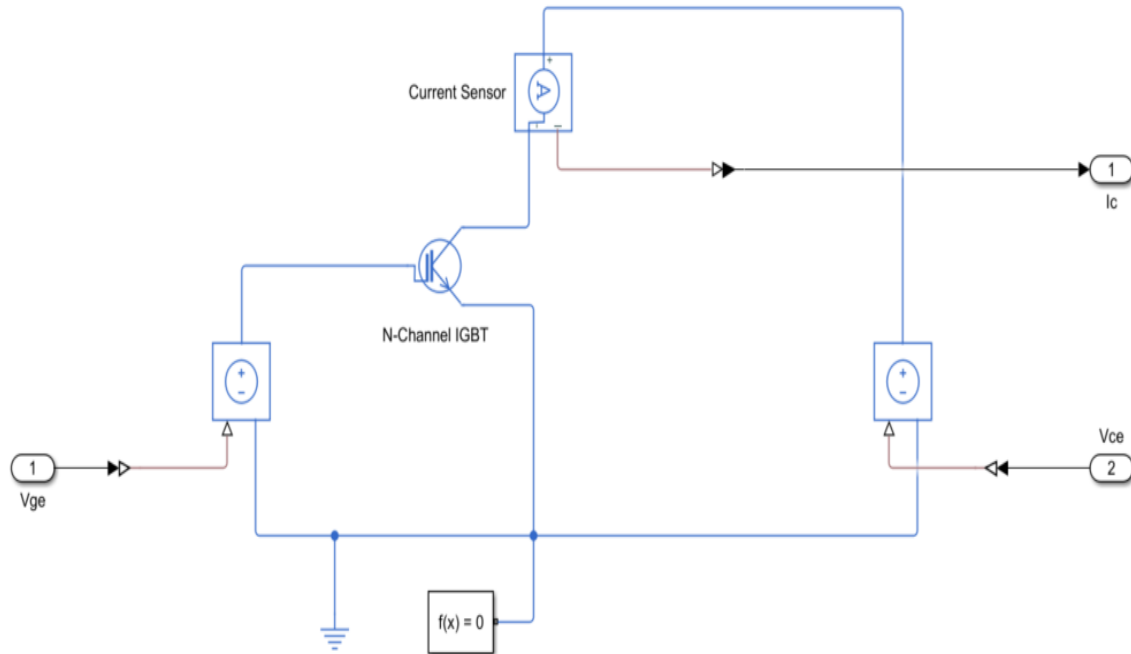 Current Sensor
+
A
-
I
1
Ic
N-Channel IGBT
+
-
+
-
1
Vge
Vce
2
f(x) = 0